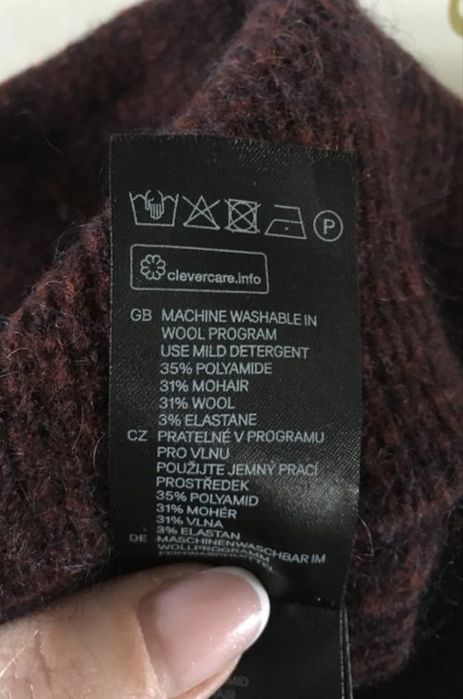 P
clevercare.info
GB MACHINE WASHABLE IN
WOOL PROGRAM
USE MILD DETERGENT
35% POLYAMIDE
31% MOHAIR
31% WOOL
3% ELASTANE
CZ PRATELNÉ V PROGRAMU
PRO VLNU
POUŽIJTE JEMNÝ PRACÍ
PROSTŘEDEK
35% POLYAMID
31% MOHÉR
31% VLNA
3% ELASTAN
DE MASCHINENWASCHBAR IM
WOLLPROGRAMM